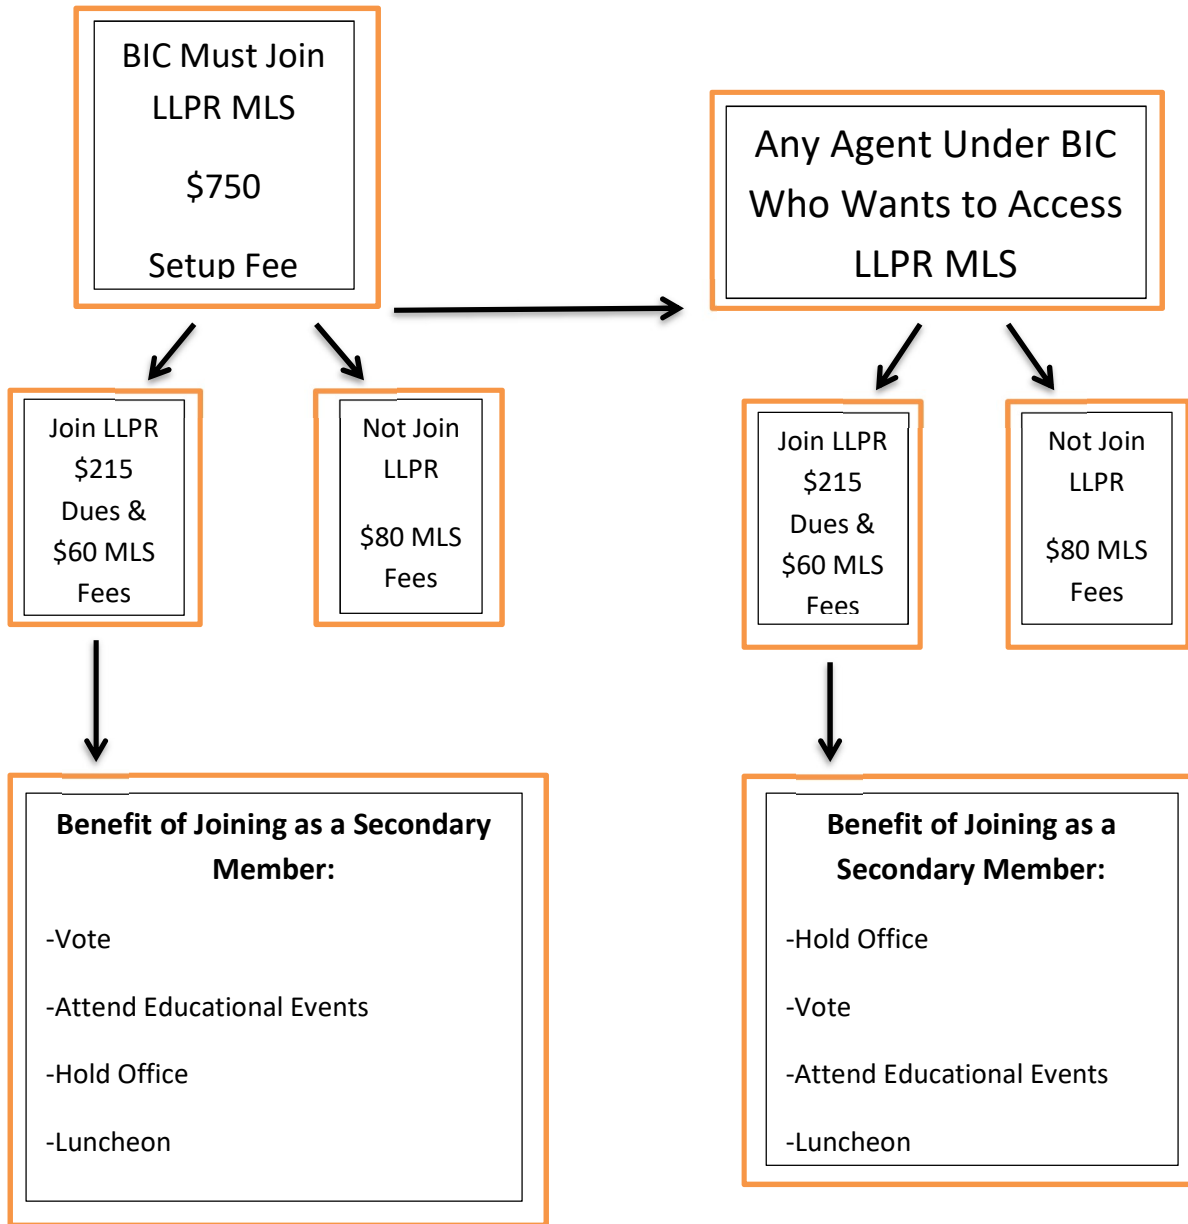 BIC Must Join
LLPR MLS
$750
Setup Fee
Any Agent Under BIC
Who Wants to Access
LLPR MLS
Join LLPR
$215
Dues &
$60 MLS
Fees
Not Join
LLPR
$80 MLS
Fees
Join LLPR
$215
Dues &
$60 MLS
Fees
Not Join
LLPR
$80 MLS
Fees
Benefit of Joining as a Secondary
Member:
-Vote
-Attend Educational Events
-Hold Office
-Luncheon
Benefit of Joining as a
Secondary Member:
-Hold Office
-Vote
-Attend Educational Events
-Luncheon